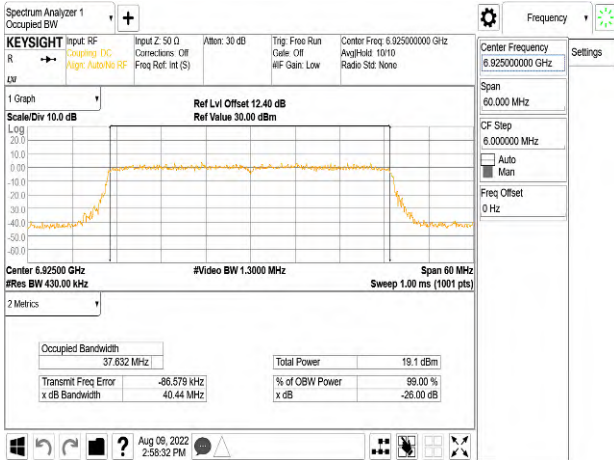 Spectrum Analyzer 1
Occupied BW
KEYSIGHT
R
LXI
Input: RF
Coupling: DC
Align: Auto/No RF
Input Z: 50 Ω
Corrections: Off
Freq Ref: Int (S)
Atten: 30 dB
Trig: Free Run
Gate: Off
#IF Gain: Low
Center Freq: 6.925000000 GHz
Avg|Hold: 10/10
Radio Std: None
1 Graph
Scale/Div 10.0 dB
Ref Lvl Offset 12.40 dB
Ref Value 30.00 dBm
Log
20.0
10.0
0.00
-10.0
-20.0
-30.0
-40.0
-50.0
-60.0
Center 6.92500 GHz
#Res BW 430.00 kHz
#Video BW 1.3000 MHz
Span 60 MHz
Sweep 1.00 ms (1001 pts)
2 Metrics
Occupied Bandwidth
37.632 MHz
Transmit Freq Error -86.579 kHz
x dB Bandwidth 40.44 MHz
Total Power 19.1 dBm
% of OBW Power 99.00 %
x dB -26.00 dB
Aug 09, 2022
2:58:32 PM
Frequency
Center Frequency
6.925000000 GHz
Span
60.000 MHz
CF Step
6.000000 MHz
Auto
Man
Freq Offset
0 Hz
Settings